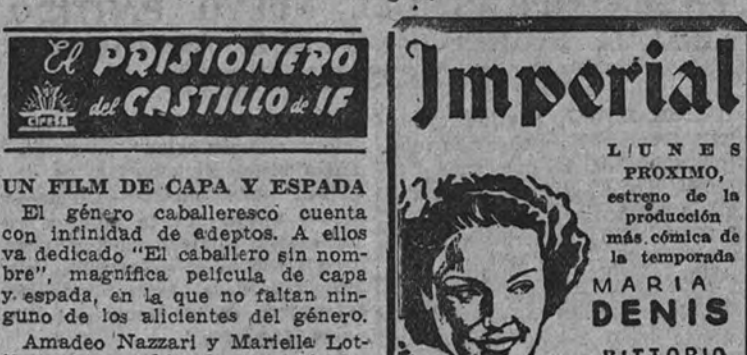 El PRISIONERO
del CASTILLO de IF
CIFESA
UN FILM DE CAPA Y ESPADA
El género caballeresco cuenta
con infinidad de adeptos. A ellos
va dedicado "El caballero sin nom-
bre", magnífica película de capa
y espada, en la que no faltan nin-
guno de los alicientes del género.
Amadeo Nazzari y Mariella Lot-
Imperial
LUNES
PROXIMO,
estreno de la
producción
más cómica de
la temporada
MARIA
DENIS